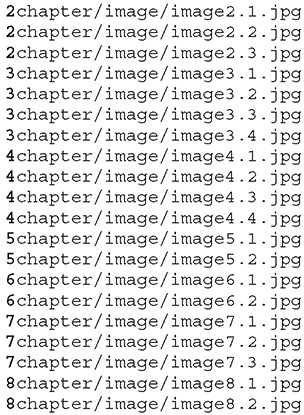 2chapter/image/image2.1.jpg
2chapter/image/image2.2.jpg
2chapter/image/image2.3.jpg
3chapter/image/image3.1.jpg
3chapter/image/image3.2.jpg
3chapter/image/image3.3.jpg
3chapter/image/image3.4.jpg
4chapter/image/image4.1.jpg
4chapter/image/image4.2.jpg
4chapter/image/image4.3.jpg
4chapter/image/image4.4.jpg
5chapter/image/image5.1.jpg
5chapter/image/image5.2.jpg
6chapter/image/image6.1.jpg
6chapter/image/image6.2.jpg
7chapter/image/image7.1.jpg
7chapter/image/image7.2.jpg
7chapter/image/image7.3.jpg
8chapter/image/image8.1.jpg
8chapter/image/image8.2.jpg